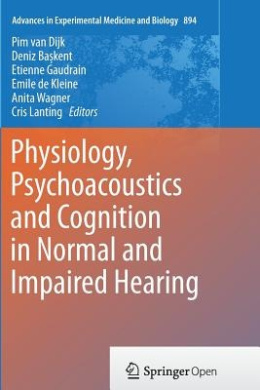 Advances in Experimental Medicine and Biology 894
Pim van Dijk
Deniz Başkent
Etienne Gaudrain
Emile de Kleine
Anita Wagner
Cris Lanting Editors
Physiology,
Psychoacoustics
and Cognition
in Normal and
Impaired Hearing
Springer Open